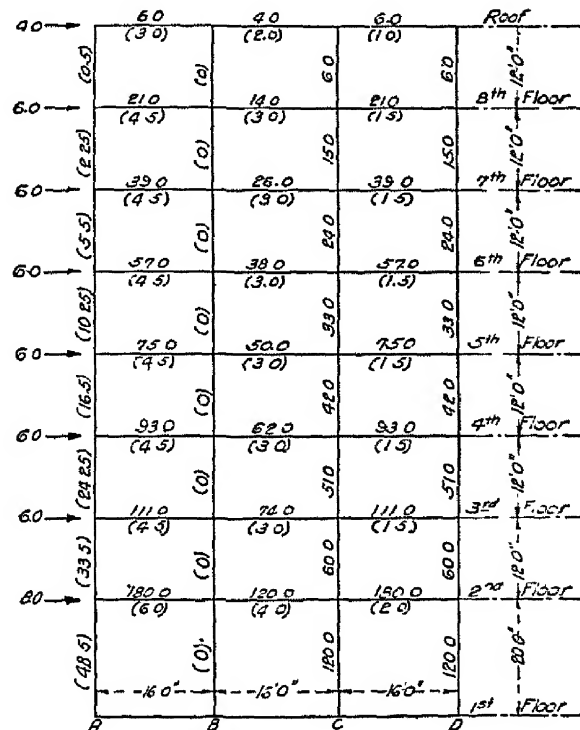 6.0 4.0 6.0 Roof
4.0 (3.0) (2.0) (1.0)
(0.5) (0) 6.0 6.0 12'0"
21.0 14.0 21.0 8th Floor
6.0 (4.5) (3.0) (1.5)
(2.25) (0) 15.0 15.0 12'0"
39.0 26.0 39.0 7th Floor
6.0 (4.5) (3.0) (1.5)
(5.5) (0) 24.0 24.0 12'0"
57.0 38.0 57.0 6th Floor
6.0 (4.5) (3.0) (1.5)
(10.25) (0) 33.0 33.0 12'0"
75.0 50.0 75.0 5th Floor
6.0 (4.5) (3.0) (1.5)
(16.5) (0) 42.0 42.0 12'0"
93.0 62.0 93.0 4th Floor
6.0 (4.5) (3.0) (1.5)
(24.25) (0) 51.0 51.0 12'0"
111.0 74.0 111.0 3rd Floor
6.0 (4.5) (3.0) (1.5)
(33.5) (0) 60.0 60.0 12'0"
180.0 120.0 180.0 2nd Floor
8.0 (6.0) (4.0) (2.0)
(48.5) (0) 120.0 120.0 20'0"
16'0" 16'0" 16'0"
1st Floor
A B C D